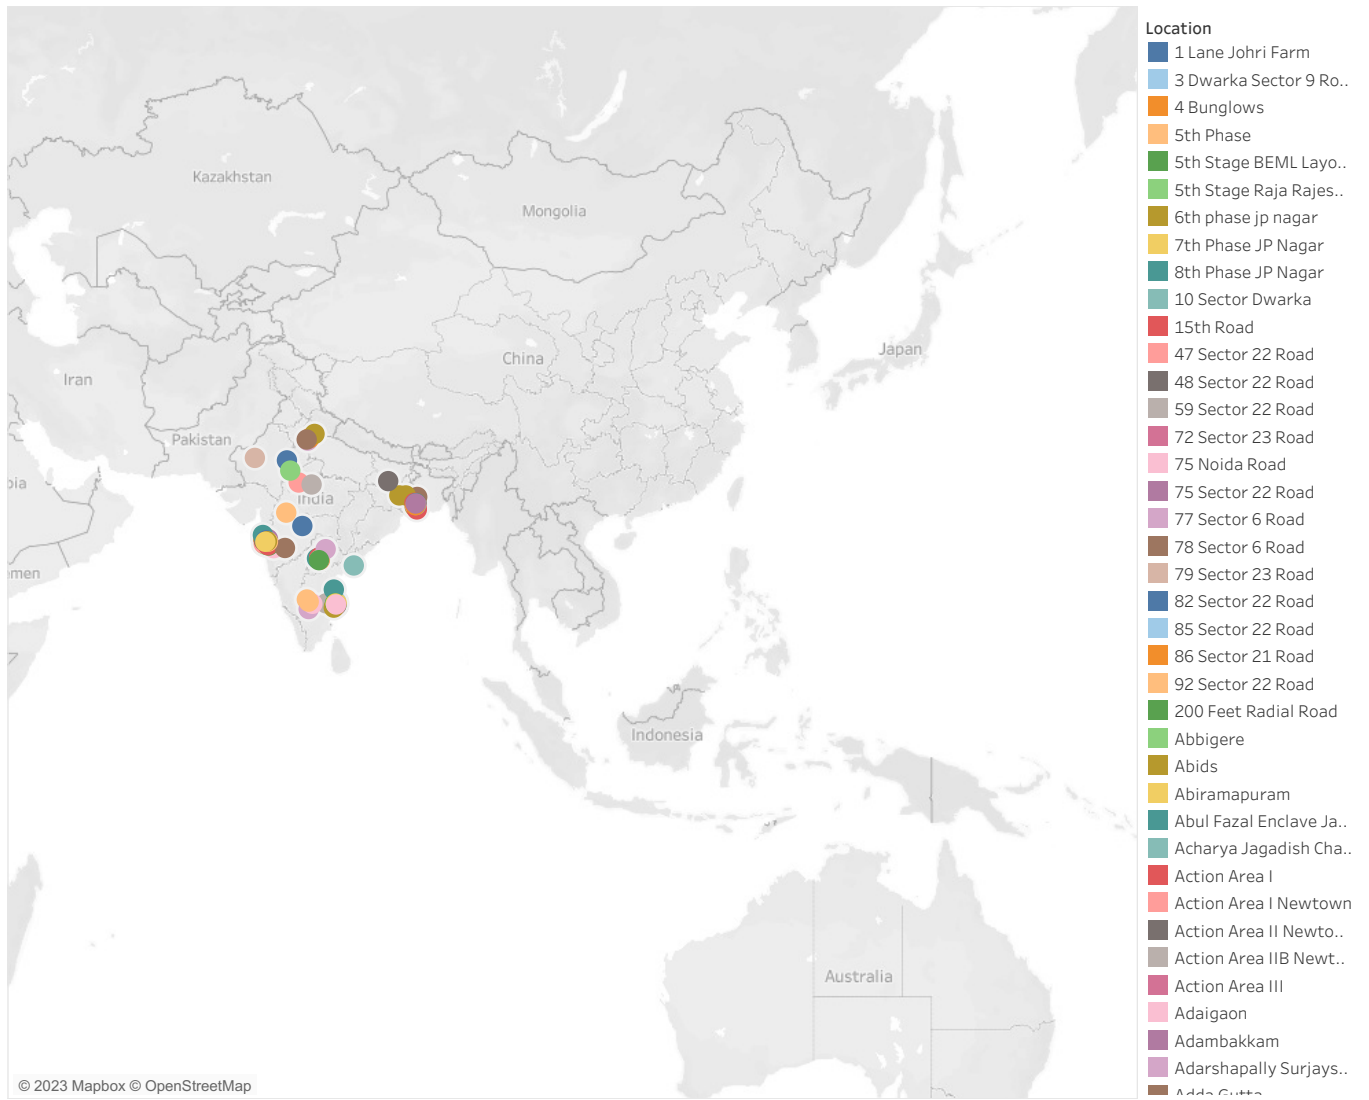 Kazakhstan
Mongolia
China
Japan
Iran
Pakistan
bia
India
men
Indonesia
Australia
© 2023 Mapbox © OpenStreetMap
Location
1 Lane Johri Farm
3 Dwarka Sector 9 Ro..
4 Bunglows
5th Phase
5th Stage BEML Layo..
5th Stage Raja Rajes..
6th phase jp nagar
7th Phase JP Nagar
8th Phase JP Nagar
10 Sector Dwarka
15th Road
47 Sector 22 Road
48 Sector 22 Road
59 Sector 22 Road
72 Sector 23 Road
75 Noida Road
75 Sector 22 Road
77 Sector 6 Road
78 Sector 6 Road
79 Sector 23 Road
82 Sector 22 Road
85 Sector 22 Road
86 Sector 21 Road
92 Sector 22 Road
200 Feet Radial Road
Abbigere
Abids
Abiramapuram
Abul Fazal Enclave Ja..
Acharya Jagadish Cha..
Action Area I
Action Area I Newtown
Action Area II Newto..
Action Area IIB Newt..
Action Area III
Adaigaon
Adambakkam
Adarshapally Surjays..
Adda Gutta